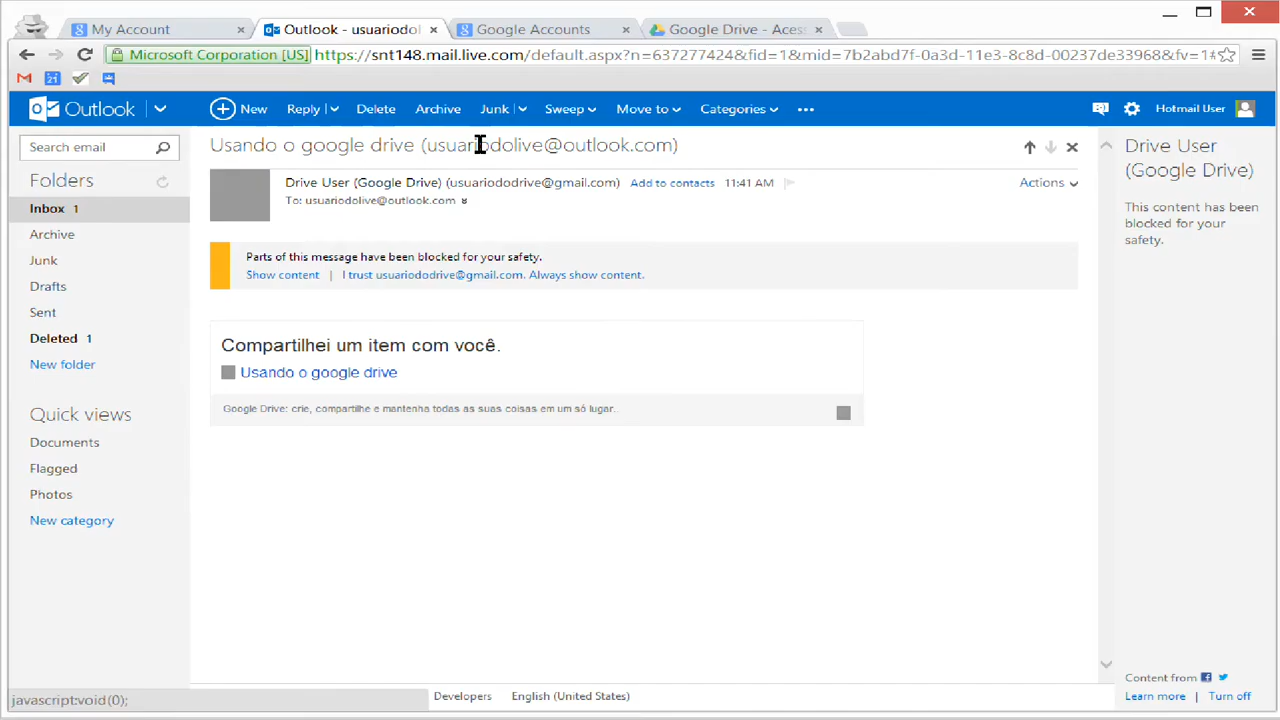 My Account
Outlook - usuariodol
Google Accounts
Google Drive - Acess
Microsoft Corporation [US] https://snt148.mail.live.com/default.aspx?n=637277424&fid=1&mid=7b2abd7f-0a3d-11e3-8c8d-00237de33968&fv=1#
Outlook
New
Reply
Delete
Archive
Junk
Sweep
Move to
Categories
Hotmail User
Search email
Folders
Inbox 1
Archive
Junk
Drafts
Sent
Deleted 1
New folder
Quick views
Documents
Flagged
Photos
New category
Usando o google drive (usuariodolive@outlook.com)
Drive User (Google Drive) (usuariododrive@gmail.com) Add to contacts 11:41 AM
Actions
To: usuariodolive@outlook.com
Parts of this message have been blocked for your safety.
Show content | I trust usuariododrive@gmail.com. Always show content.
Compartilhei um item com você.
Usando o google drive
Google Drive: crie, compartilhe e mantenha todas as suas coisas em um só lugar.
Drive User
(Google Drive)
This content has been
blocked for your
safety.
Content from
Learn more | Turn off
javascript:void(0);
Developers
English (United States)